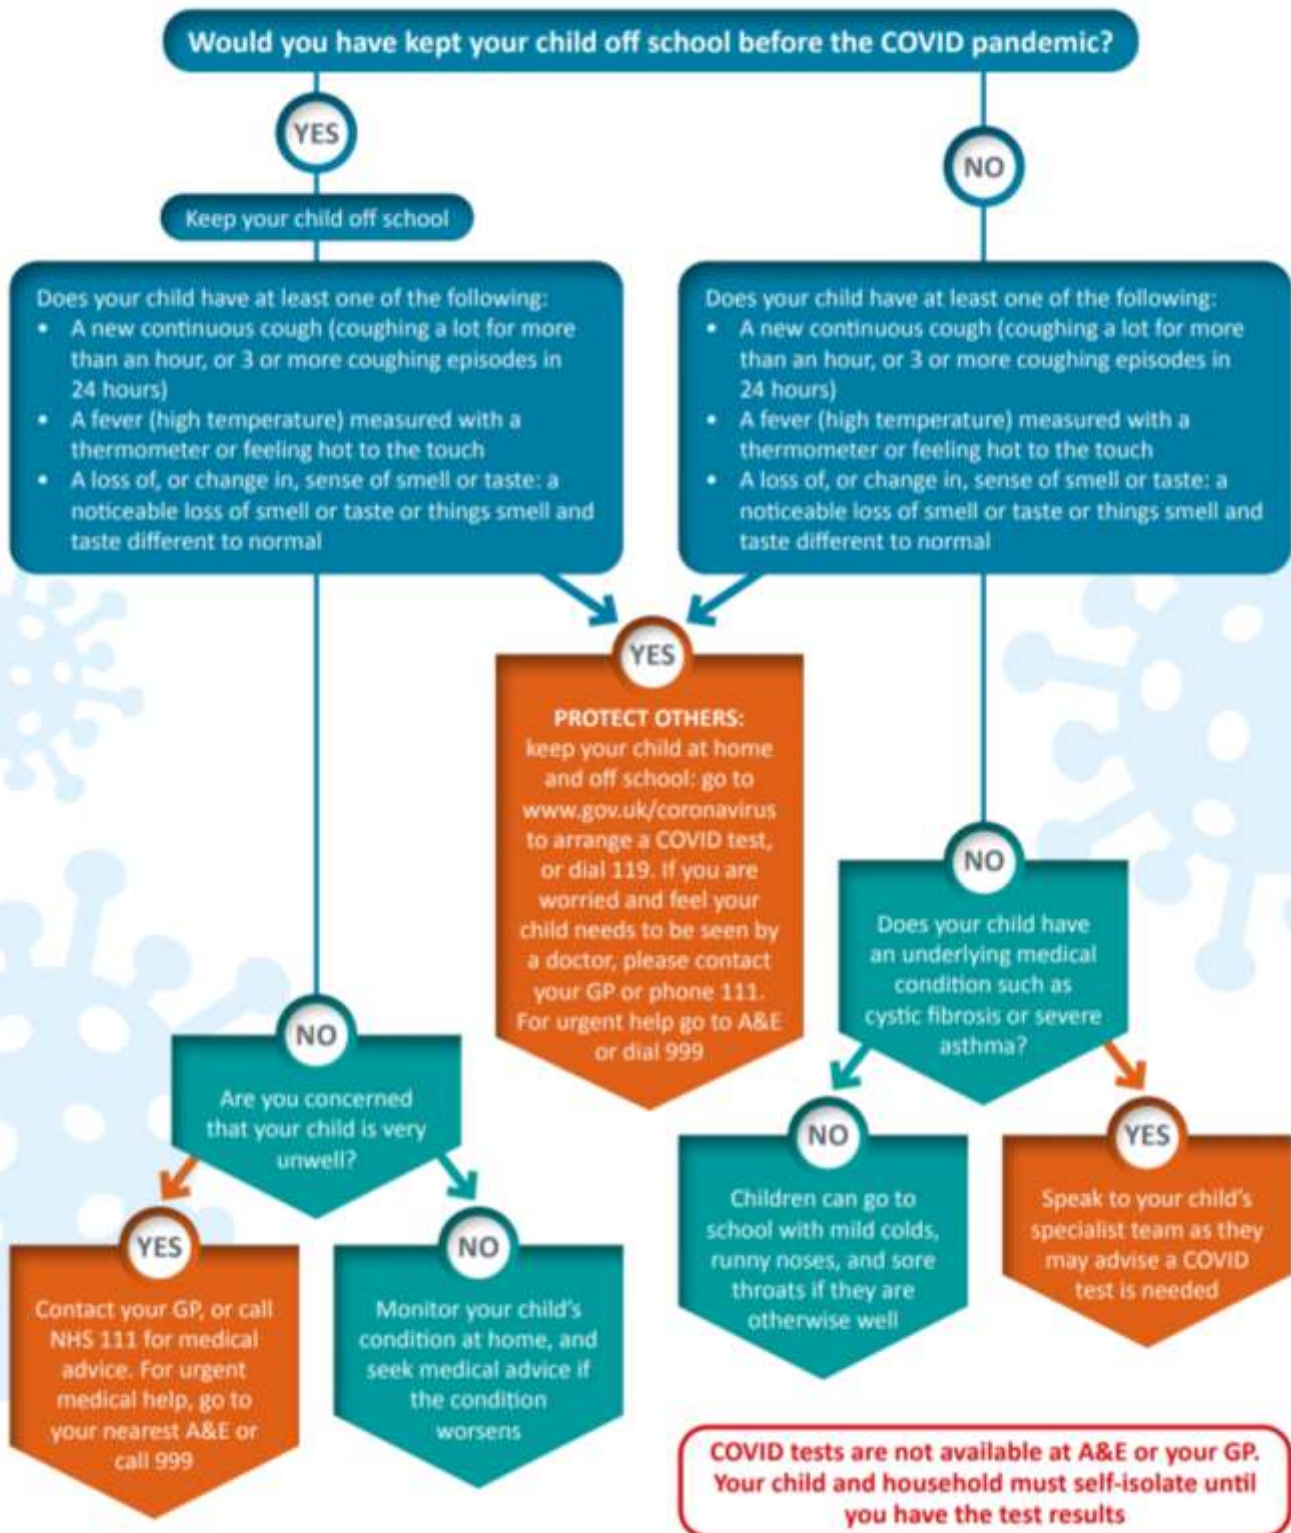 Would you have kept your child off school before the COVID pandemic?
YES
NO
Keep your child off school
Does your child have at least one of the following:
• A new continuous cough (coughing a lot for more
than an hour, or 3 or more coughing episodes in
24 hours)
• A fever (high temperature) measured with a
thermometer or feeling hot to the touch
• A loss of, or change in, sense of smell or taste: a
noticeable loss of smell or taste or things smell and
taste different to normal
Does your child have at least one of the following:
• A new continuous cough (coughing a lot for more
than an hour, or 3 or more coughing episodes in
24 hours)
• A fever (high temperature) measured with a
thermometer or feeling hot to the touch
• A loss of, or change in, sense of smell or taste: a
noticeable loss of smell or taste or things smell and
taste different to normal
YES
PROTECT OTHERS:
keep your child at home
and off school: go to
www.gov.uk/coronavirus
to arrange a COVID test,
or dial 119. If you are
worried and feel your
child needs to be seen by
a doctor, please contact
your GP or phone 111.
For urgent help go to A&E
or dial 999
NO
Does your child have
an underlying medical
condition such as
cystic fibrosis or severe
asthma?
NO
Are you concerned
that your child is very
unwell?
YES
Contact your GP, or call
NHS 111 for medical
advice. For urgent
medical help, go to
your nearest A&E or
call 999
NO
Monitor your child's
condition at home, and
seek medical advice if
the condition
worsens
NO
Children can go to
school with mild colds,
runny noses, and sore
throats if they are
otherwise well
YES
Speak to your child's
specialist team as they
may advise a COVID
test is needed
COVID tests are not available at A&E or your GP.
Your child and household must self-isolate until
you have the test results